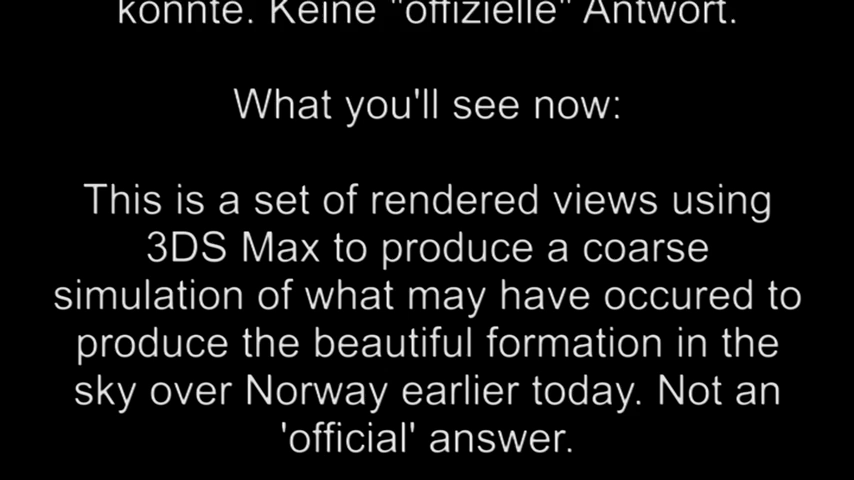 konnte. Keine "offizielle" Antwort.
What you'll see now:
This is a set of rendered views using
3DS Max to produce a coarse
simulation of what may have occured to
produce the beautiful formation in the
sky over Norway earlier today. Not an
'official' answer.